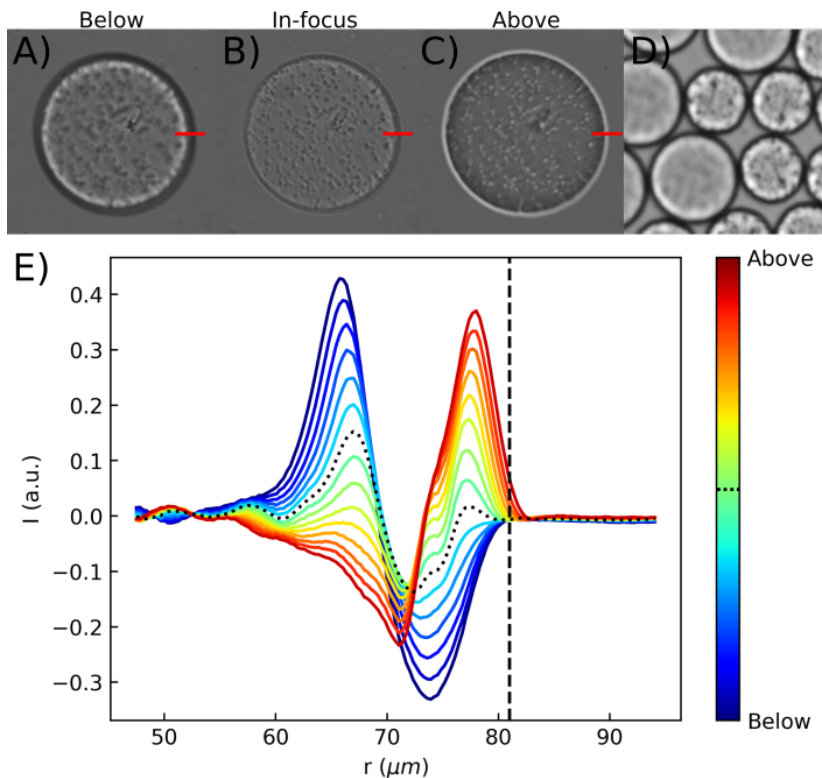 Below In-focus Above
A) B) C) D)
E)
0.4
0.3
0.2
0.1
0.0
−0.1
−0.2
−0.3
I (a.u.)
50 60 70 80 90
r (μm)
Above
Below